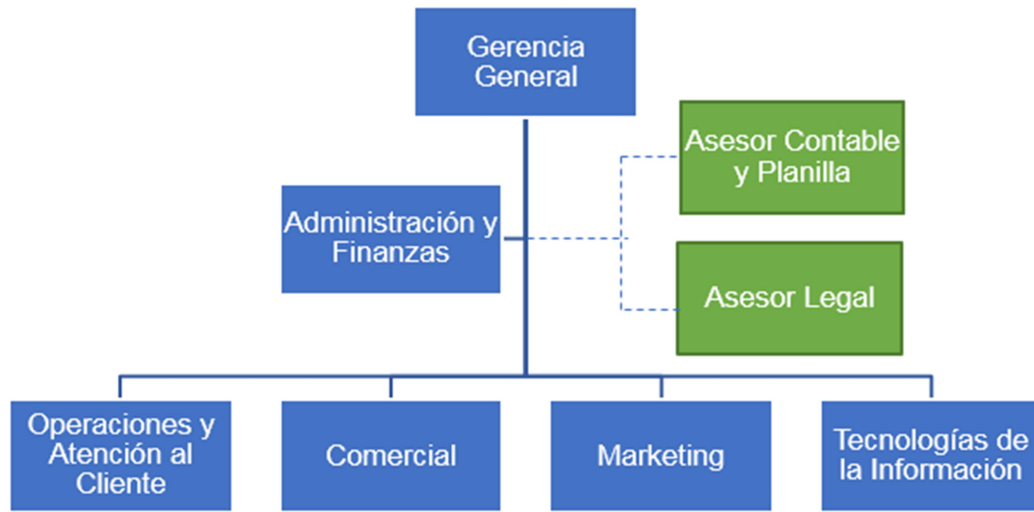 Gerencia
General
Asesor Contable
y Planilla
Administración y
Finanzas
Asesor Legal
Operaciones y
Atención al
Cliente
Comercial
Marketing
Tecnologías de
la Información